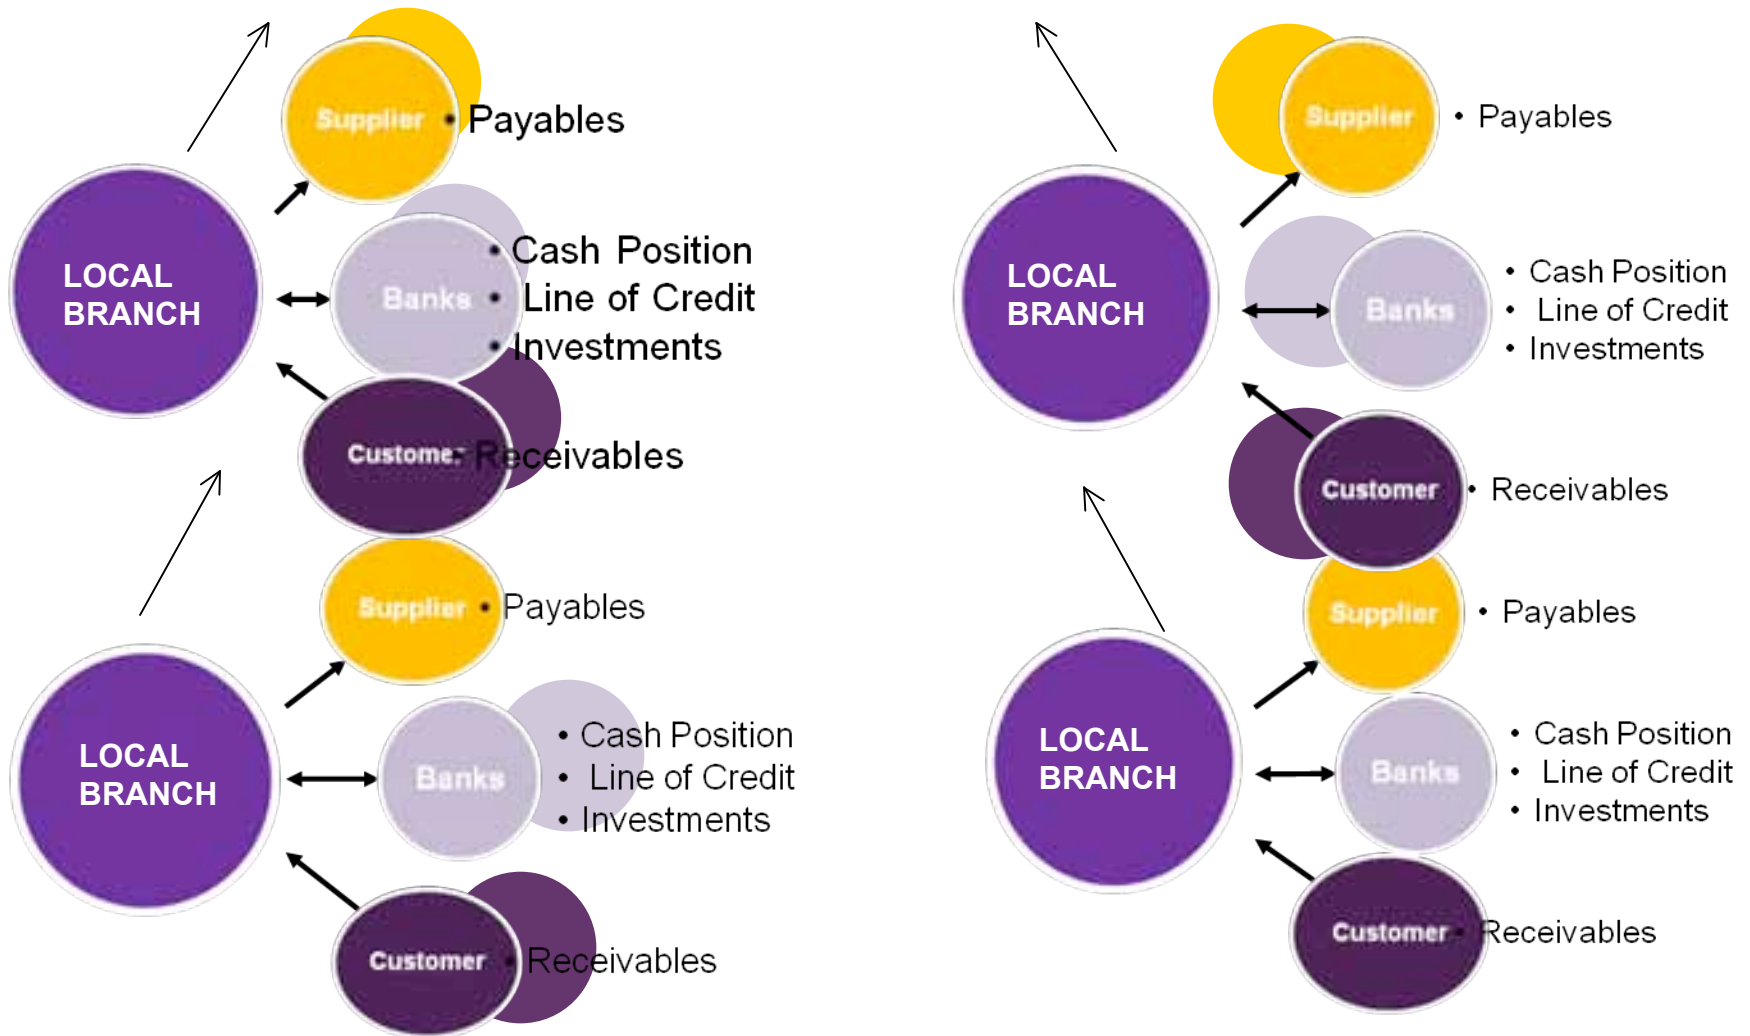 Supplier
• Payables
LOCAL
BRANCH
Banks
• Cash Position
• Line of Credit
• Investments
Customer
• Receivables
Supplier
• Payables
LOCAL
BRANCH
Banks
• Cash Position
• Line of Credit
• Investments
Customer
• Receivables
Supplier
• Payables
LOCAL
BRANCH
Banks
• Cash Position
• Line of Credit
• Investments
Customer
• Receivables
Supplier
• Payables
LOCAL
BRANCH
Banks
• Cash Position
• Line of Credit
• Investments
Customer
• Receivables